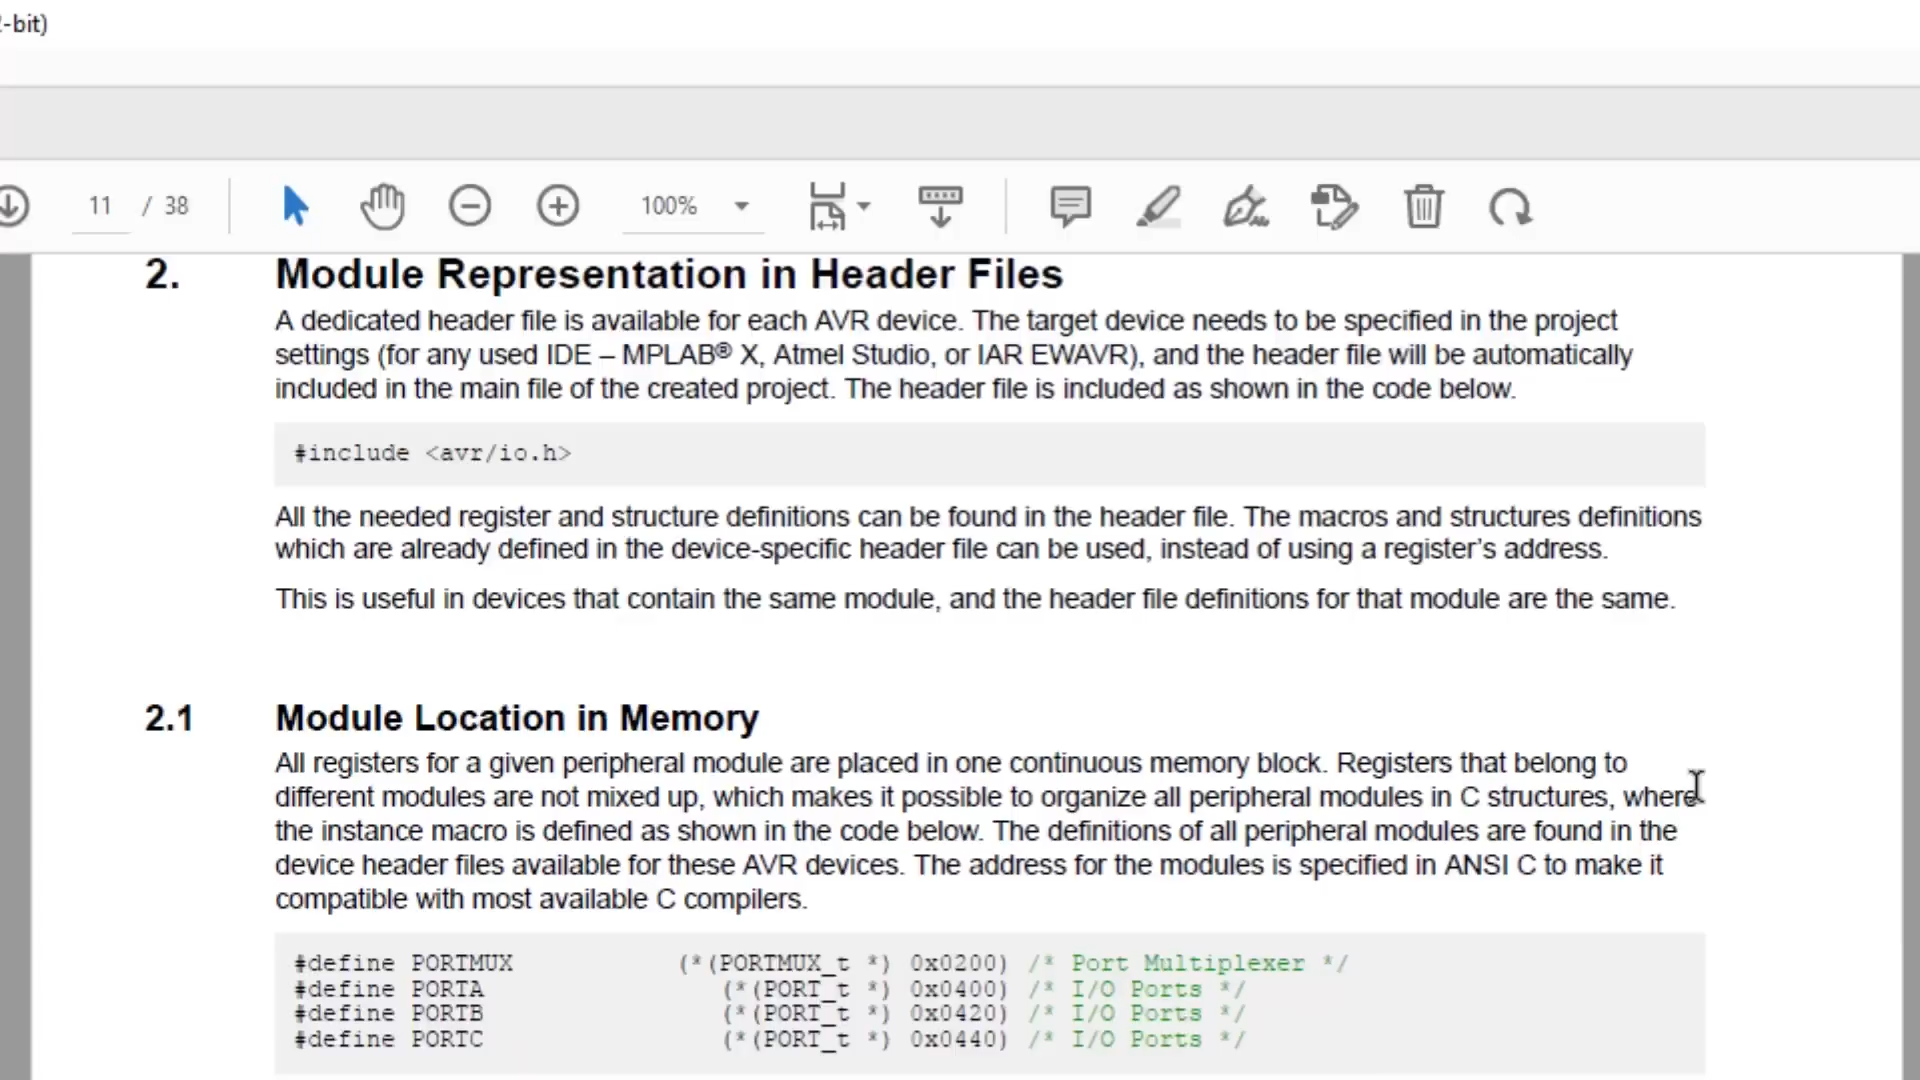 2-bit)
11 / 38 100%
2. Module Representation in Header Files
A dedicated header file is available for each AVR device. The target device needs to be specified in the project
settings (for any used IDE – MPLAB® X, Atmel Studio, or IAR EWAVR), and the header file will be automatically
included in the main file of the created project. The header file is included as shown in the code below.
#include <avr/io.h>
All the needed register and structure definitions can be found in the header file. The macros and structures definitions
which are already defined in the device-specific header file can be used, instead of using a register's address.
This is useful in devices that contain the same module, and the header file definitions for that module are the same.
2.1 Module Location in Memory
All registers for a given peripheral module are placed in one continuous memory block. Registers that belong to
different modules are not mixed up, which makes it possible to organize all peripheral modules in C structures, where
the instance macro is defined as shown in the code below. The definitions of all peripheral modules are found in the
device header files available for these AVR devices. The address for the modules is specified in ANSI C to make it
compatible with most available C compilers.
#define PORTMUX (*(PORTMUX_t *) 0x0200) /* Port Multiplexer */
#define PORTA (*(PORT_t *) 0x0400) /* I/O Ports */
#define PORTB (*(PORT_t *) 0x0420) /* I/O Ports */
#define PORTC (*(PORT_t *) 0x0440) /* I/O Ports */